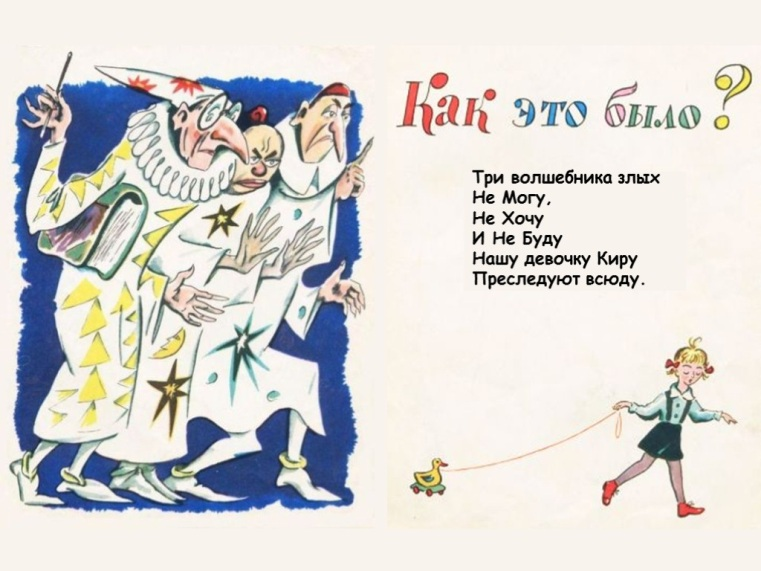 Как это было?
Три волшебника злых
Не Могу,
Не Хочу
И Не Буду
Нашу девочку Киру
Преследуют всюду.